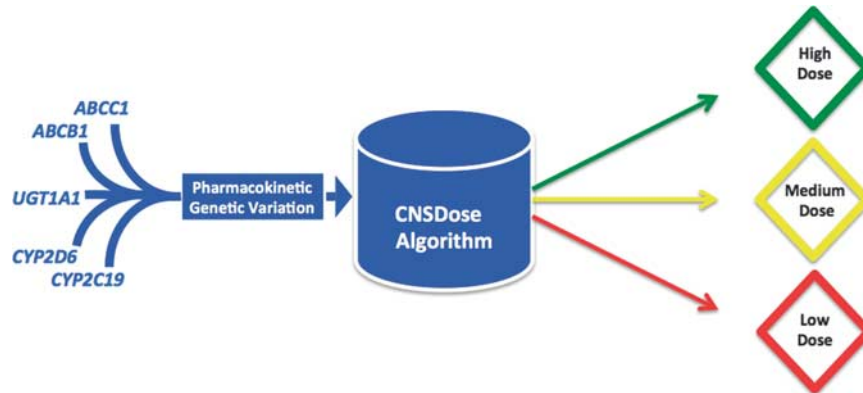 ABCC1
ABCB1
UGT1A1
CYP2D6
CYP2C19
Pharmacokinetic
Genetic Variation
CNSDose
Algorithm
High
Dose
Medium
Dose
Low
Dose